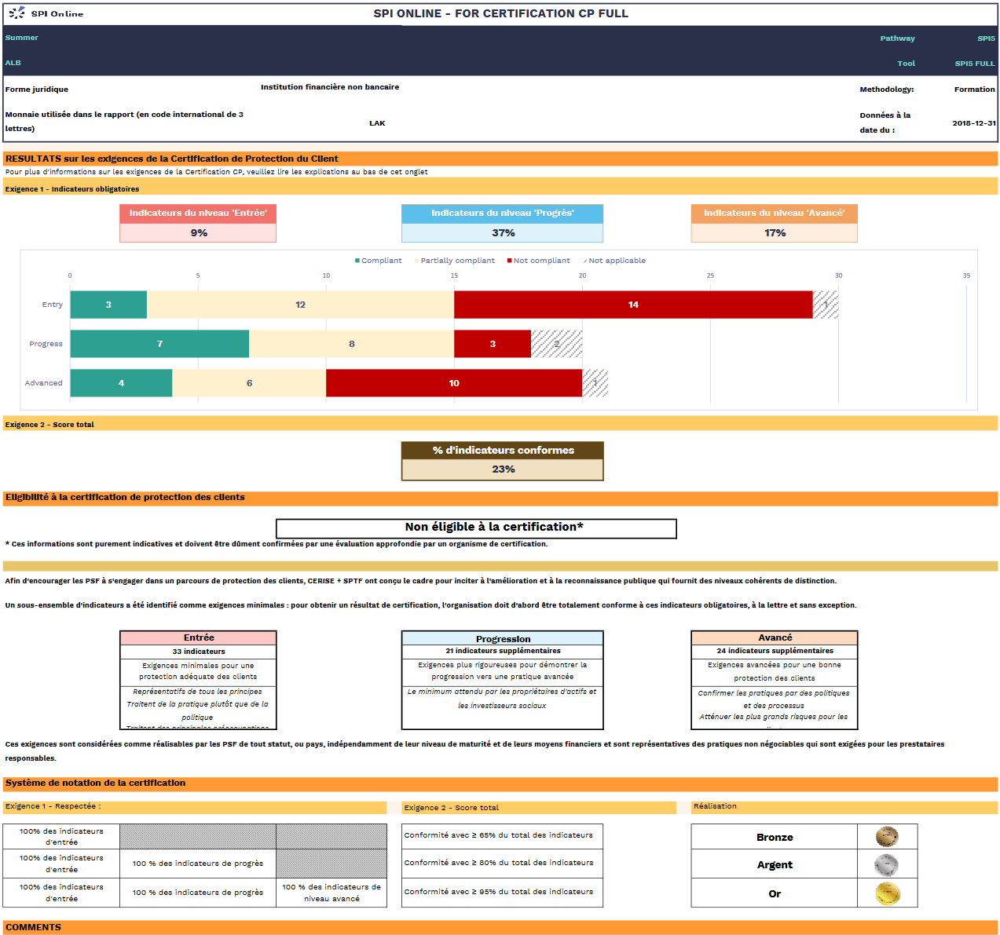 SPI Online
SPI ONLINE - FOR CERTIFICATION CP FULL
Summer
Pathway
SPI5
ALB
Tool
SPI5 FULL
Forme juridique
Institution financière non bancaire
Methodology:
Formation
Monnaie utilisée dans le rapport (en code international de 3
lettres)
LAK
Données à la
date du :
2018-12-31
RESULTATS sur les exigences de la Certification de Protection du Client
Pour plus d'informations sur les exigences de la Certification CP, veuillez lire les explications au bas de cet onglet
Exigence 1 - Indicateurs obligatoires
Indicateurs du niveau 'Entrée'
Indicateurs du niveau 'Progrès'
Indicateurs du niveau 'Avancé'
9%
37%
17%
Compliant
Partially compliant
Not compliant
Not applicable
0
5
10
15
20
25
30
35
Entry
3
12
14
1
Progress
7
8
3
2
Advanced
4
6
10
1
Exigence 2 - Score total
% d'indicateurs conformes
23%
Eligibilité à la certification de protection des clients
Non éligible à la certification*
* Ces informations sont purement indicatives et doivent être dûment confirmées par une évaluation approfondie par un organisme de certification.
Afin d'encourager les PSF à s'engager dans un parcours de protection des clients, CERISE + SPTF ont conçu le cadre pour inciter à l'amélioration et à la reconnaissance publique qui fournit des niveaux cohérents de distinction.
Un sous-ensemble d'indicateurs a été identifié comme exigences minimales : pour obtenir un résultat de certification, l'organisation doit d'abord être totalement conforme à ces indicateurs obligatoires, à la lettre et sans exception.
Entrée
33 indicateurs
Exigences minimales pour une
protection adéquate des clients
Représentatifs de tous les principes
Traitent de la pratique plutôt que de la
politique
Traitent des principales préoccupations
Progression
21 indicateurs supplémentaires
Exigences plus rigoureuses pour démontrer la
progression vers une pratique avancée
Le minimum attendu par les propriétaires d'actifs et
les investisseurs sociaux
Avancé
24 indicateurs supplémentaires
Exigences avancées pour une bonne
protection des clients
Confirmer les pratiques par des politiques
et des processus
Atténuer les plus grands risques pour les
Ces exigences sont considérées comme réalisables par les PSF de tout statut, ou pays, indépendamment de leur niveau de maturité et de leurs moyens financiers et sont représentatives des pratiques non négociables qui sont exigées pour les prestataires
responsables.
Système de notation de la certification
Exigence 1 - Respectée :
Exigence 2 - Score total
Réalisation
100% des indicateurs
d'entrée
Conformité avec ≥ 65% du total des indicateurs
Bronze
100% des indicateurs
d'entrée
100 % des indicateurs de progrès
Conformité avec ≥ 80% du total des indicateurs
Argent
100% des indicateurs
d'entrée
100 % des indicateurs de progrès
100 % des indicateurs de
niveau avancé
Conformité avec ≥ 95% du total des indicateurs
Or
COMMENTS